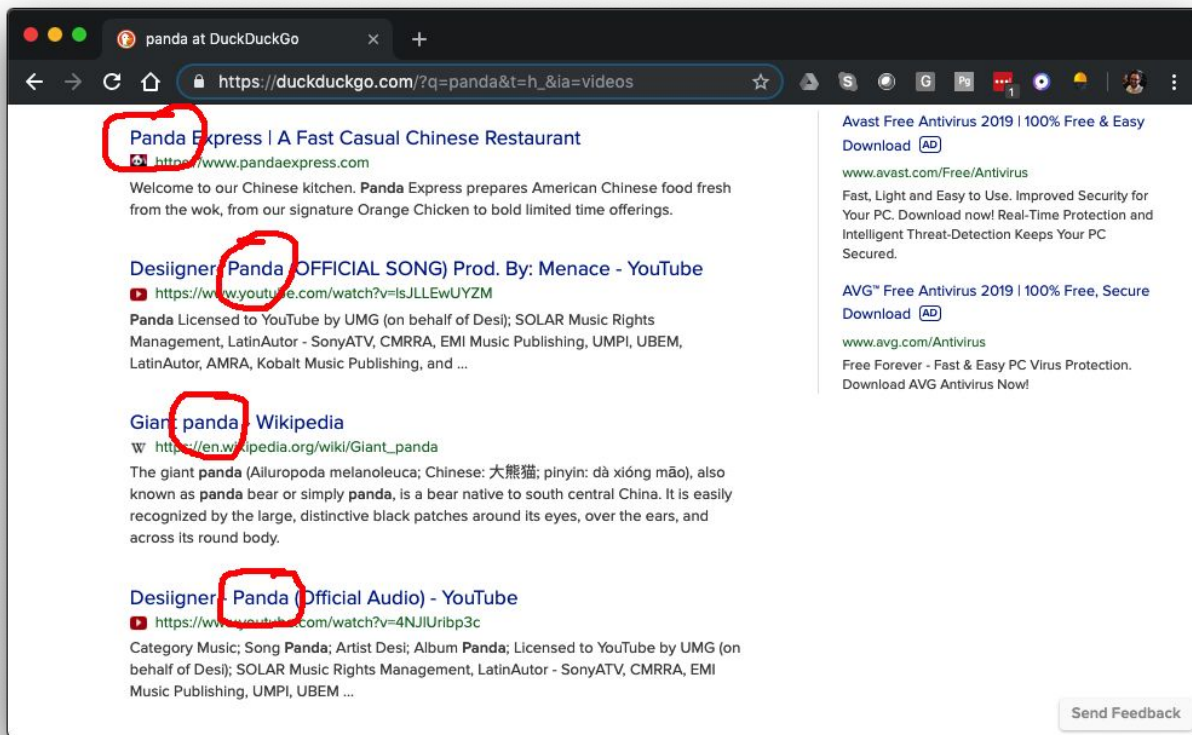 panda at DuckDuckGo
https://duckduckgo.com/?q=panda&t=h_&ia=videos
S
G
Pg
1
Panda Express | A Fast Casual Chinese Restaurant
https://www.pandaexpress.com
Welcome to our Chinese kitchen. Panda Express prepares American Chinese food fresh
from the wok, from our signature Orange Chicken to bold limited time offerings.
Desiigner- Panda (OFFICIAL SONG) Prod. By: Menace - YouTube
https://www.youtube.com/watch?v=IsJLLEwUYZM
Panda Licensed to YouTube by UMG (on behalf of Desi); SOLAR Music Rights
Management, LatinAutor - SonyATV, CMRRA, EMI Music Publishing, UMPI, UBEM,
LatinAutor, AMRA, Kobalt Music Publishing, and ...
Giant panda - Wikipedia
W https://en.wikipedia.org/wiki/Giant_panda
The giant panda (Ailuropoda melanoleuca; Chinese: 大熊猫; pinyin: dà xióng māo), also
known as panda bear or simply panda, is a bear native to south central China. It is easily
recognized by the large, distinctive black patches around its eyes, over the ears, and
across its round body.
Desiigner - Panda (Official Audio) - YouTube
https://www.youtube.com/watch?v=4NJlUribp3c
Category Music; Song Panda; Artist Desi; Album Panda; Licensed to YouTube by UMG (on
behalf of Desi); SOLAR Music Rights Management, LatinAutor - SonyATV, CMRRA, EMI
Music Publishing, UMPI, UBEM ...
Avast Free Antivirus 2019 | 100% Free & Easy
Download AD
www.avast.com/Free/Antivirus
Fast, Light and Easy to Use. Improved Security for
Your PC. Download now! Real-Time Protection and
Intelligent Threat-Detection Keeps Your PC
Secured.
AVG™ Free Antivirus 2019 | 100% Free, Secure
Download AD
www.avg.com/Antivirus
Free Forever - Fast & Easy PC Virus Protection.
Download AVG Antivirus Now!
Send Feedback